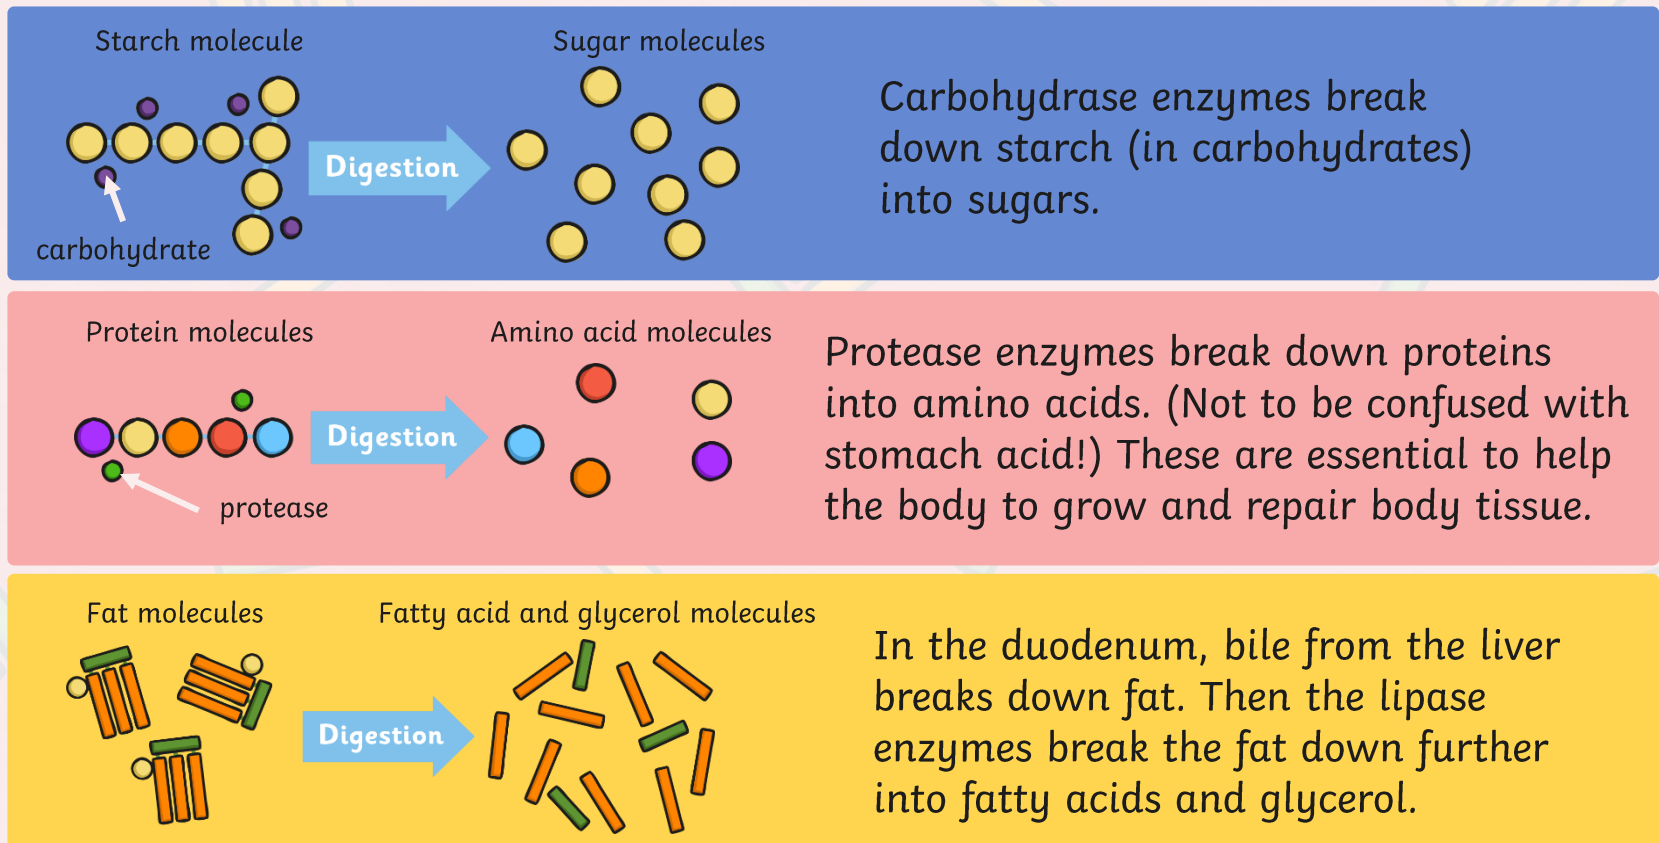 Starch molecule
Sugar molecules
Digestion
carbohydrate
Carbohydrase enzymes break
down starch (in carbohydrates)
into sugars.
Protein molecules
Amino acid molecules
Digestion
protease
Protease enzymes break down proteins
into amino acids. (Not to be confused with
stomach acid!) These are essential to help
the body to grow and repair body tissue.
Fat molecules
Fatty acid and glycerol molecules
Digestion
In the duodenum, bile from the liver
breaks down fat. Then the lipase
enzymes break the fat down further
into fatty acids and glycerol.